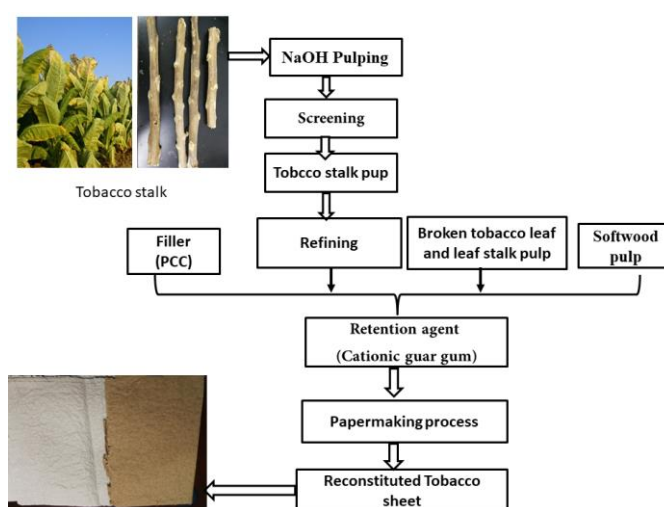 NaOH Pulping
Tobacco stalk
Screening
Tobcco stalk pup
Filler
(PCC)
Refining
Broken tobacco leaf
and leaf stalk pulp
Softwood
pulp
Retention agent
(Cationic guar gum)
Papermaking process
Reconstituted Tobacco
sheet